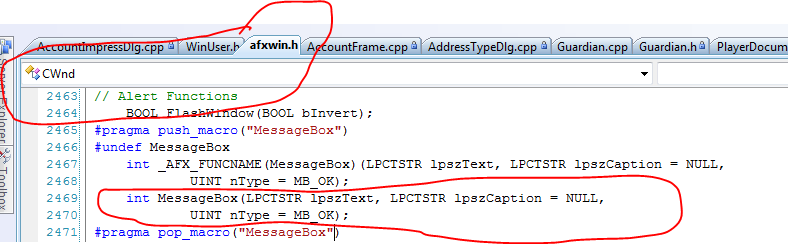 AccountImpressDlg.cpp WinUser.h afxwin.h AccountFrame.cpp AddressTypeDlg.cpp Guardian.cpp Guardian.h PlayerDocum
Server Explorer
Toolbox
CWnd
2463 // Alert Functions
2464 BOOL FlashWindow(BOOL bInvert);
2465 #pragma push_macro("MessageBox")
2466 #undef MessageBox
2467 int _AFX_FUNCNAME(MessageBox)(LPCTSTR lpszText, LPCTSTR lpszCaption = NULL,
2468 UINT nType = MB_OK);
2469 int MessageBox(LPCTSTR lpszText, LPCTSTR lpszCaption = NULL,
2470 UINT nType = MB_OK);
2471 #pragma pop_macro("MessageBox")